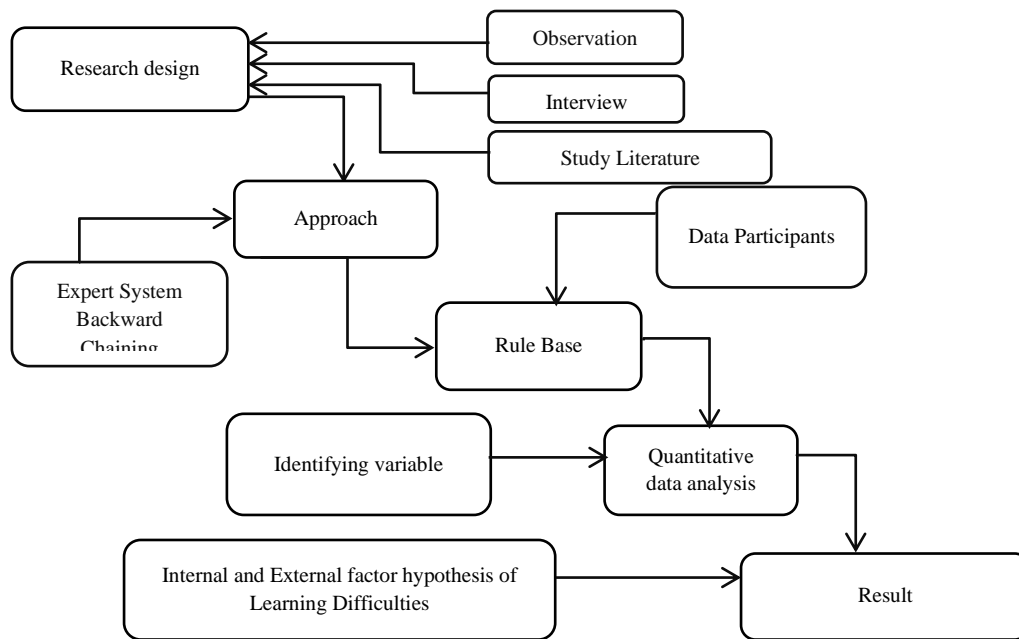 Observation
Research design
Interview
Study Literature
Approach
Data Participants
Expert System
Backward
Chaining
Rule Base
Identifying variable
Quantitative
data analysis
Internal and External factor hypothesis of
Learning Difficulties
Result